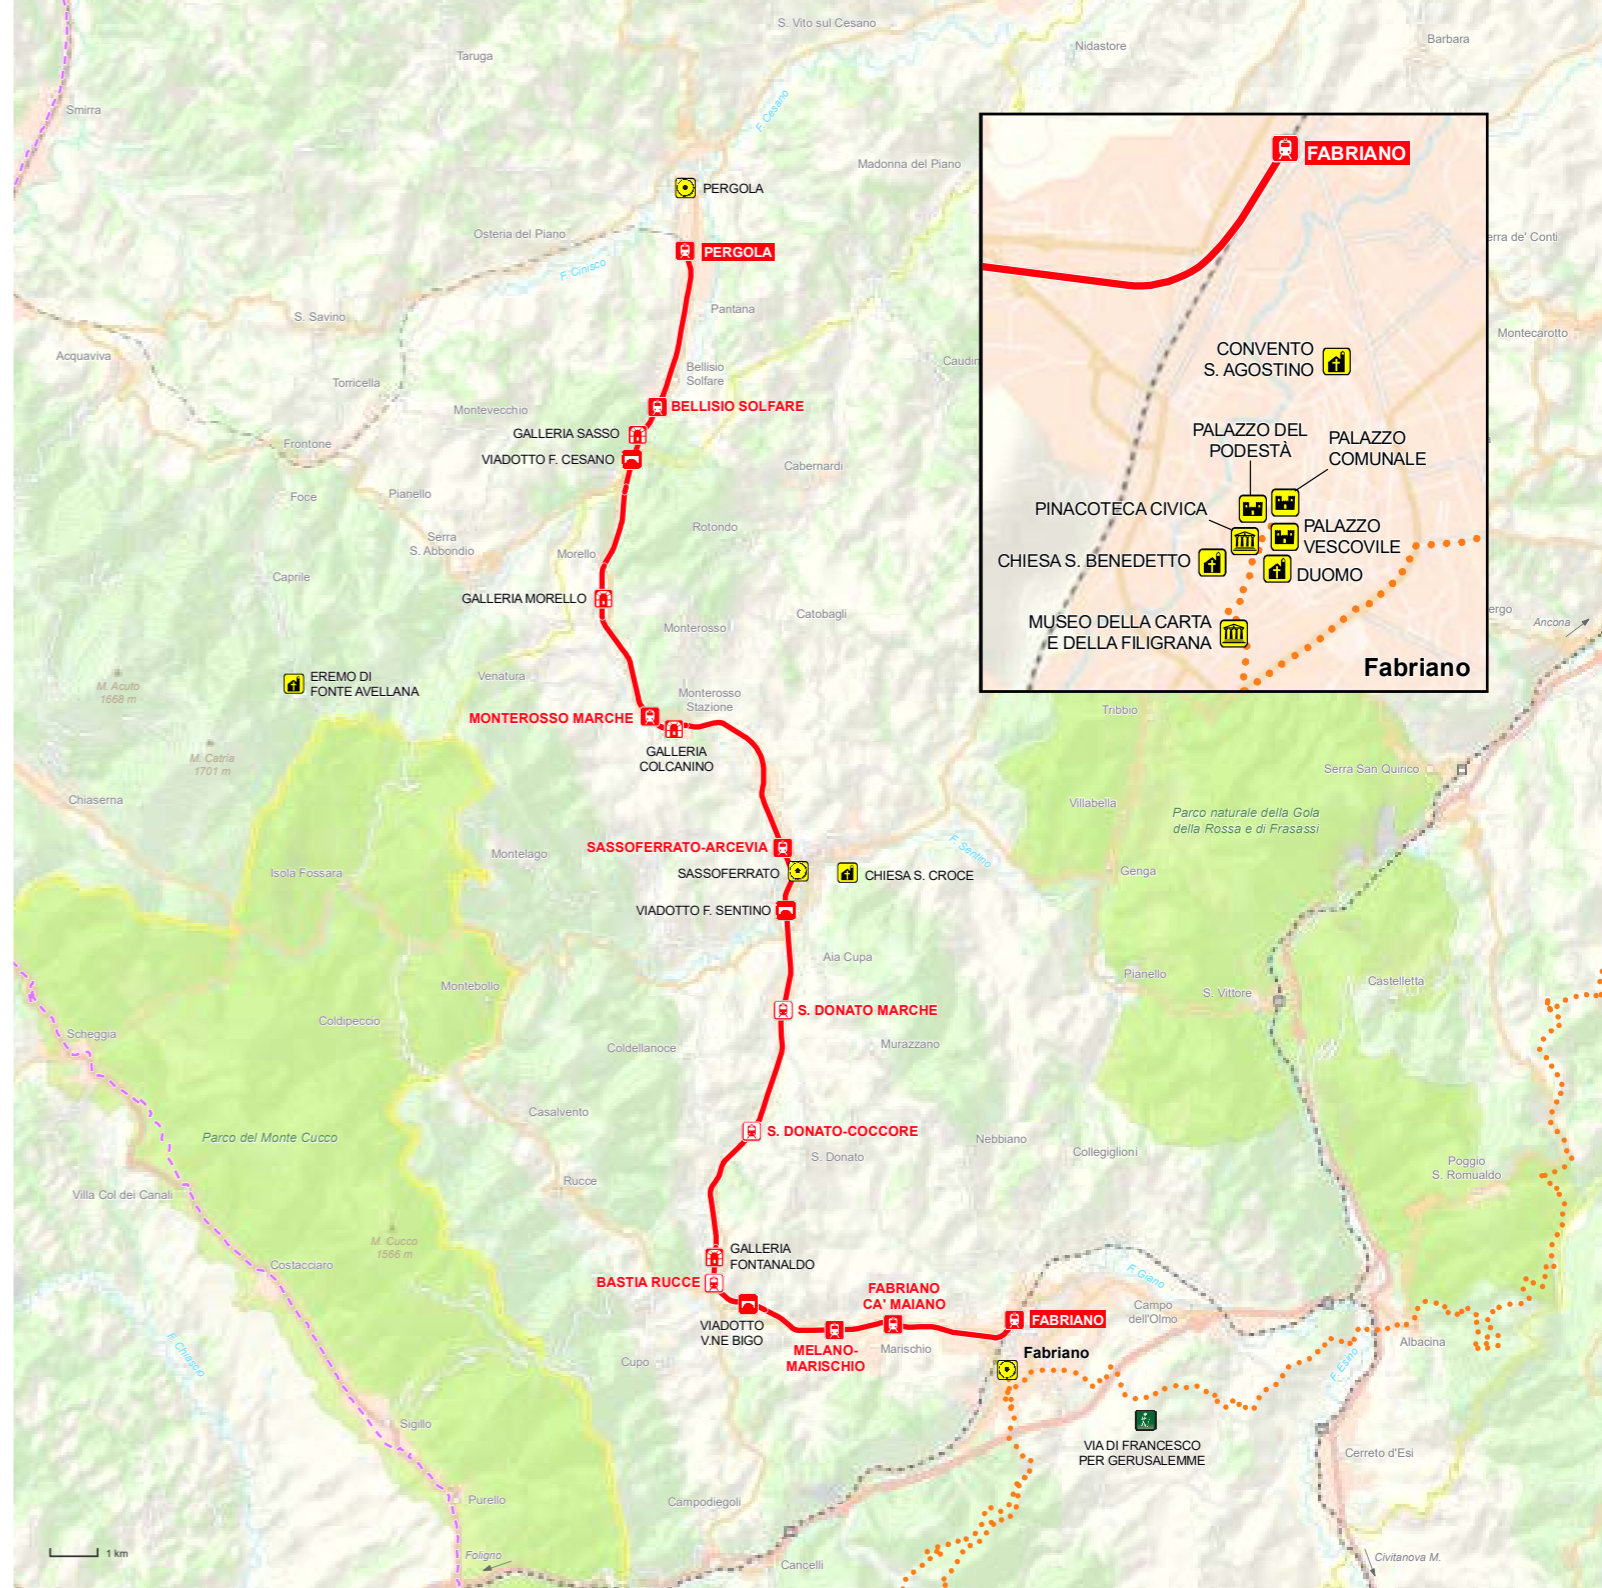 S. Vito sul Cesano
Barbara
Nidastore
Taruga
Smirra
F. Cesano
Madonna del Piano
PERGOLA
Osteria del Piano
PERGOLA
F. Cinisco
Pantana
S. Savino
Acquaviva
Bellisio
Solfare
Torricella
Montevecchio
BELLISIO SOLFARE
GALLERIA SASSO
Frontone
VIADOTTO F. CESANO
Cabernardi
Foce
Pianello
Rotondo
Serra
S. Abbondio
Morello
Caprile
GALLERIA MORELLO
Catobagli
Monterosso
EREMO DI
FONTE AVELLANA
Venatura
M. Acuto
1668 m
Monterosso
Stazione
MONTEROSSO MARCHE
GALLERIA
COLCANINO
M. Catria
1701 m
Chiaserna
FABRIANO
erra de' Conti
Montecarotto
Caudin
CONVENTO
S. AGOSTINO
PALAZZO DEL
PODESTÀ
PALAZZO
COMUNALE
PINACOTECA CIVICA
PALAZZO
VESCOVILE
CHIESA S. BENEDETTO
DUOMO
MUSEO DELLA CARTA
E DELLA FILIGRANA
Fabriano
ergo
Ancona
Tribbio
Serra San Quirico
Villabella
Parco naturale della Gola
della Rossa e di Frasassi
SASSOFERRATO-ARCEVIA
F. Sentino
Montelago
Isola Fossara
SASSOFERRATO
CHIESA S. CROCE
Genga
VIADOTTO F. SENTINO
Aia Cupa
Pianello
Castelletta
Montebollo
S. Vittore
S. DONATO MARCHE
Coldipeccio
Scheggia
Coldellanoce
Murazzano
Casalvento
Parco del Monte Cucco
S. DONATO-COCCORE
Nebbiano
Collegiglioni
S. Donato
Poggio
S. Romualdo
Villa Col dei Canali
Rucce
M. Cucco
1566 m
GALLERIA
FONTANALDO
Costacciaro
BASTIA RUCCE
F. Giano
FABRIANO
CA' MAIANO
Campo
dell'Olmo
FABRIANO
VIADOTTO
V.NE BIGO
Albacina
Marischio
Fabriano
MELANO-
MARISCHIO
F. Chiasco
Cupo
F. Esino
Sigillo
VIA DI FRANCESCO
PER GERUSALEMME
Cerreto d'Esi
Purello
Campodiegoli
1 km
Foligno
Cancelli
Civitanova M.